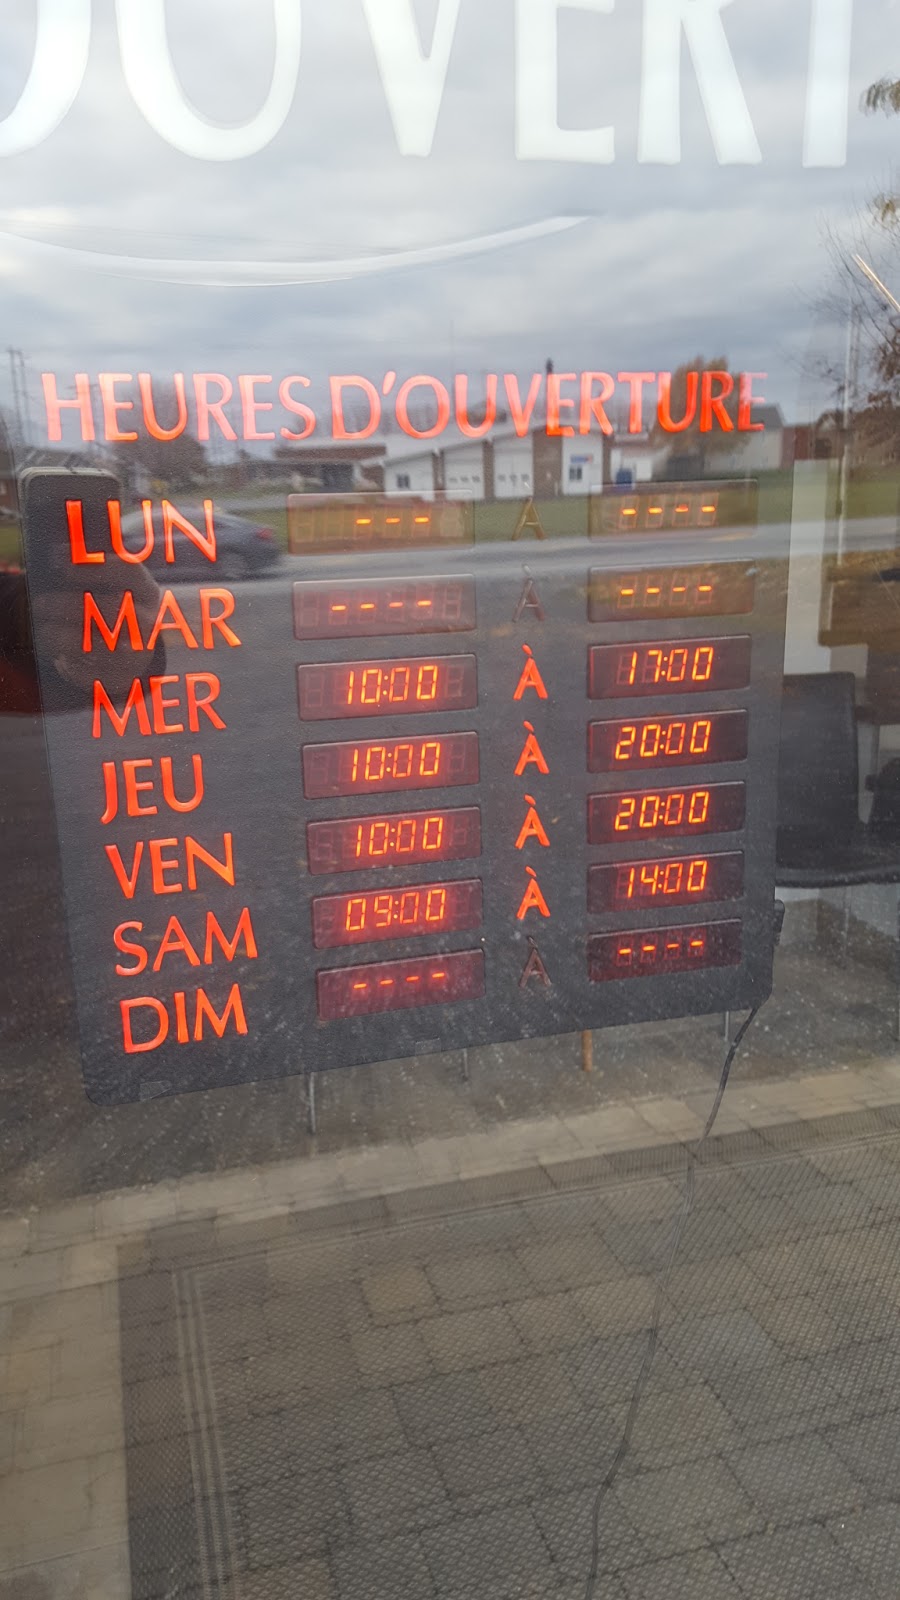 OUVERT
HEURES D'OUVERTURE
LUN --- À ----
MAR ---- À ----
MER 10:00 À 17:00
JEU 10:00 À 20:00
VEN 10:00 À 20:00
SAM 09:00 À 14:00
DIM ---- À ----